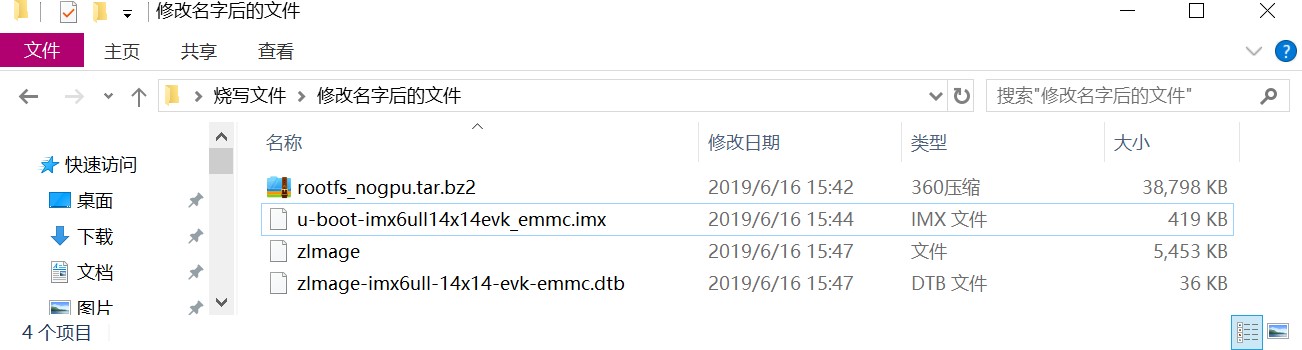 修改名字后的文件
文件 主页 共享 查看
烧写文件 修改名字后的文件 搜索"修改名字后的文件"
名称 修改日期 类型 大小
快速访问
桌面
下载
文档
图片
rootfs_nogpu.tar.bz2 2019/6/16 15:42 360压缩 38,798 KB
u-boot-imx6ull14x14evk_emmc.imx 2019/6/16 15:44 IMX 文件 419 KB
zImage 2019/6/16 15:47 文件 5,453 KB
zImage-imx6ull-14x14-evk-emmc.dtb 2019/6/16 15:47 DTB 文件 36 KB
4 个项目